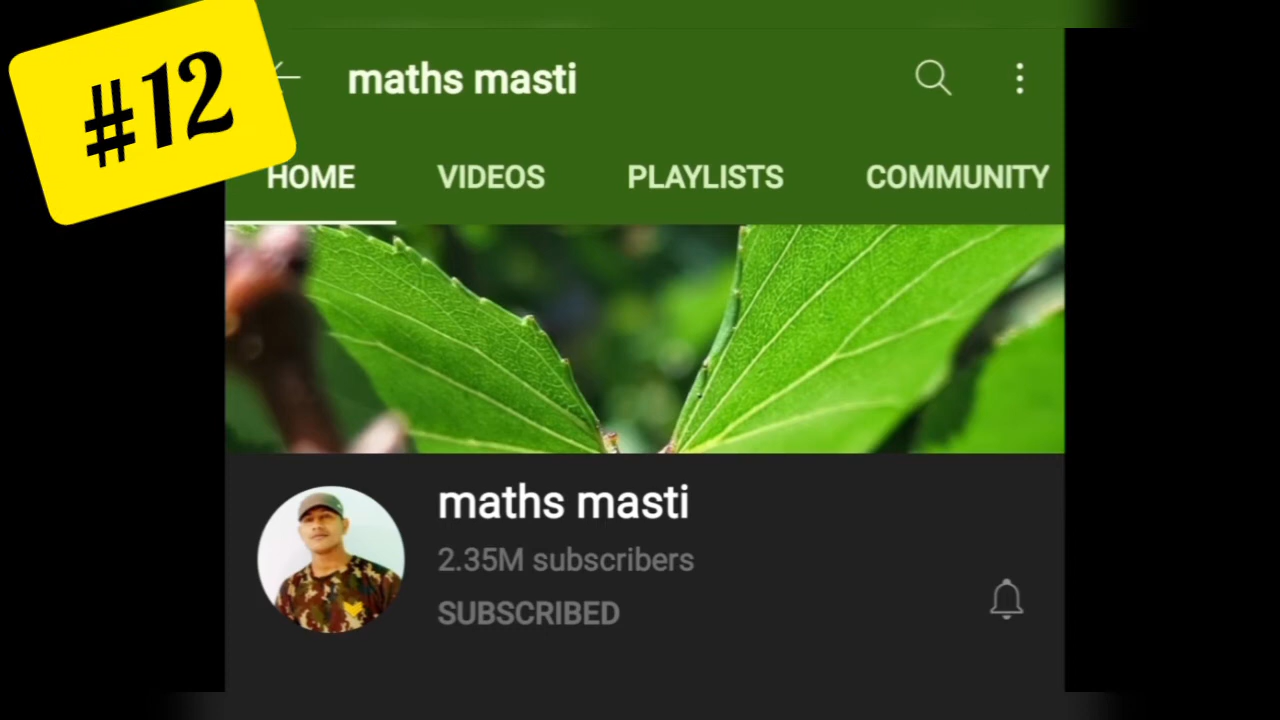 #12
maths masti
HOME VIDEOS PLAYLISTS COMMUNITY
maths masti
2.35M subscribers
SUBSCRIBED